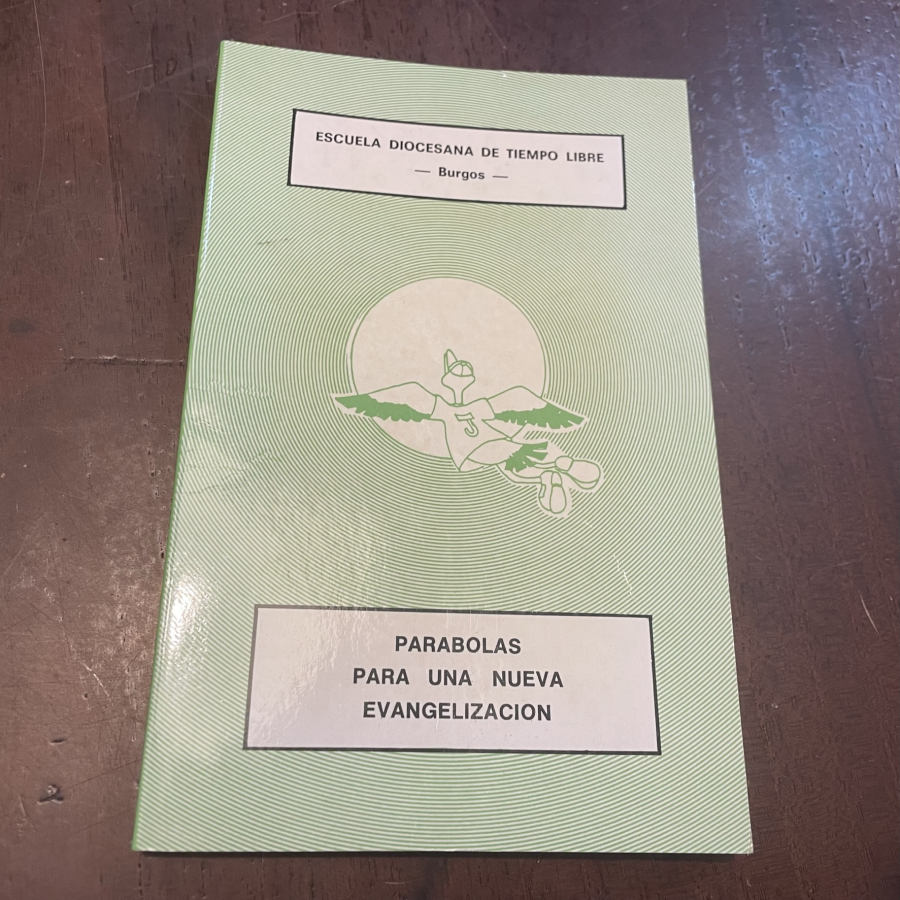 ESCUELA DIOCESANA DE TIEMPO LIBRE
— Burgos —
J
PARABOLAS
PARA UNA NUEVA
EVANGELIZACION